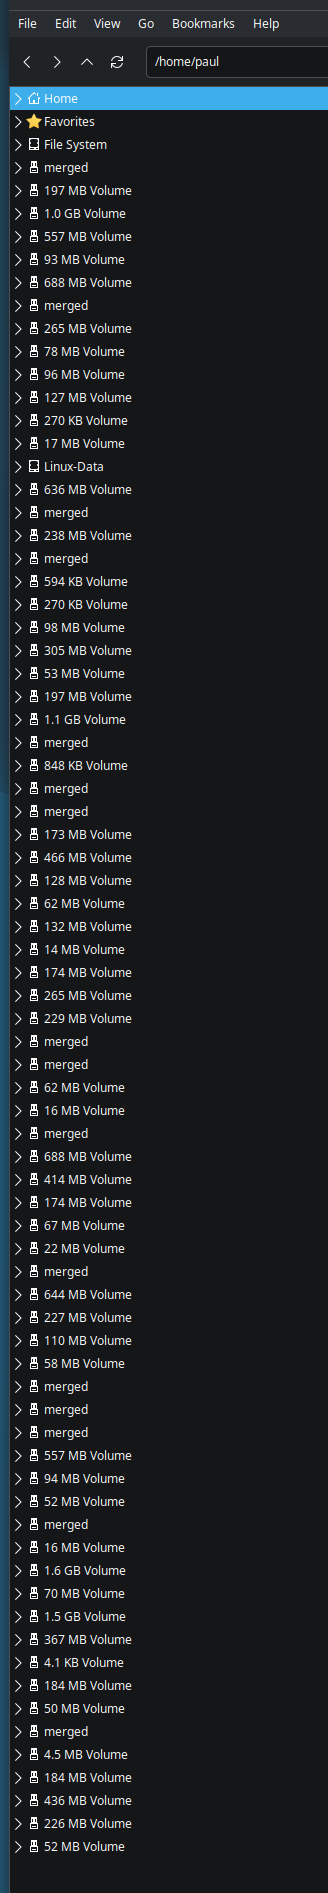 File Edit View Go Bookmarks Help
/home/paul
Home
Favorites
File System
merged
197 MB Volume
1.0 GB Volume
557 MB Volume
93 MB Volume
688 MB Volume
merged
265 MB Volume
78 MB Volume
96 MB Volume
127 MB Volume
270 KB Volume
17 MB Volume
Linux-Data
636 MB Volume
merged
238 MB Volume
merged
594 KB Volume
270 KB Volume
98 MB Volume
305 MB Volume
53 MB Volume
197 MB Volume
1.1 GB Volume
merged
848 KB Volume
merged
merged
173 MB Volume
466 MB Volume
128 MB Volume
62 MB Volume
132 MB Volume
14 MB Volume
174 MB Volume
265 MB Volume
229 MB Volume
merged
merged
62 MB Volume
16 MB Volume
merged
688 MB Volume
414 MB Volume
174 MB Volume
67 MB Volume
22 MB Volume
merged
644 MB Volume
227 MB Volume
110 MB Volume
58 MB Volume
merged
merged
merged
557 MB Volume
94 MB Volume
52 MB Volume
merged
16 MB Volume
1.6 GB Volume
70 MB Volume
1.5 GB Volume
367 MB Volume
4.1 KB Volume
184 MB Volume
50 MB Volume
merged
4.5 MB Volume
184 MB Volume
436 MB Volume
226 MB Volume
52 MB Volume